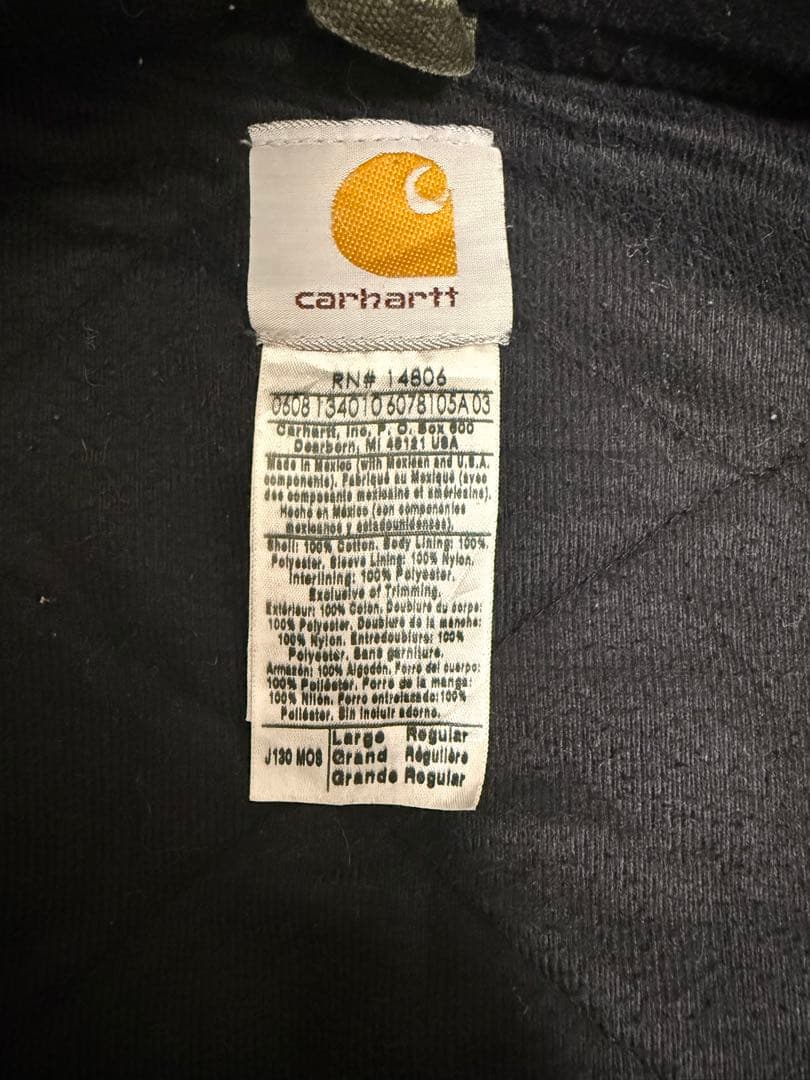 carhartt
RN# 14806
0608134010 6078105A 03
Carhartt, Inc. P. O. Box 600
Dearborn, MI 48121 USA
Made in Mexico (with Mexican and U.S.A.
components). Fabriqué au Mexique (avec
des composants mexicains et américains).
Hecho en México (con componentes
mexicanos y estadounidenses).
Shell: 100% Cotton. Body Lining: 100%
Polyester. Sleeve Lining: 100% Nylon.
Interlining: 100% Polyester.
Exclusive of Trimming.
Extérieur: 100% Coton. Doublure du corps:
100% Polyester. Doublure de la manche:
100% Nylon. Entredoublure: 100%
Polyester. Sans garniture.
Armazón: 100% Algodón. Forro del cuerpo:
100% Poliéster. Forro de la manga:
100% Nilón. Forro entrelazado: 100%
Poliéster. Sin incluir adorno.
J130 MOS
Large Regular
Grand Régulière
Grande Regular